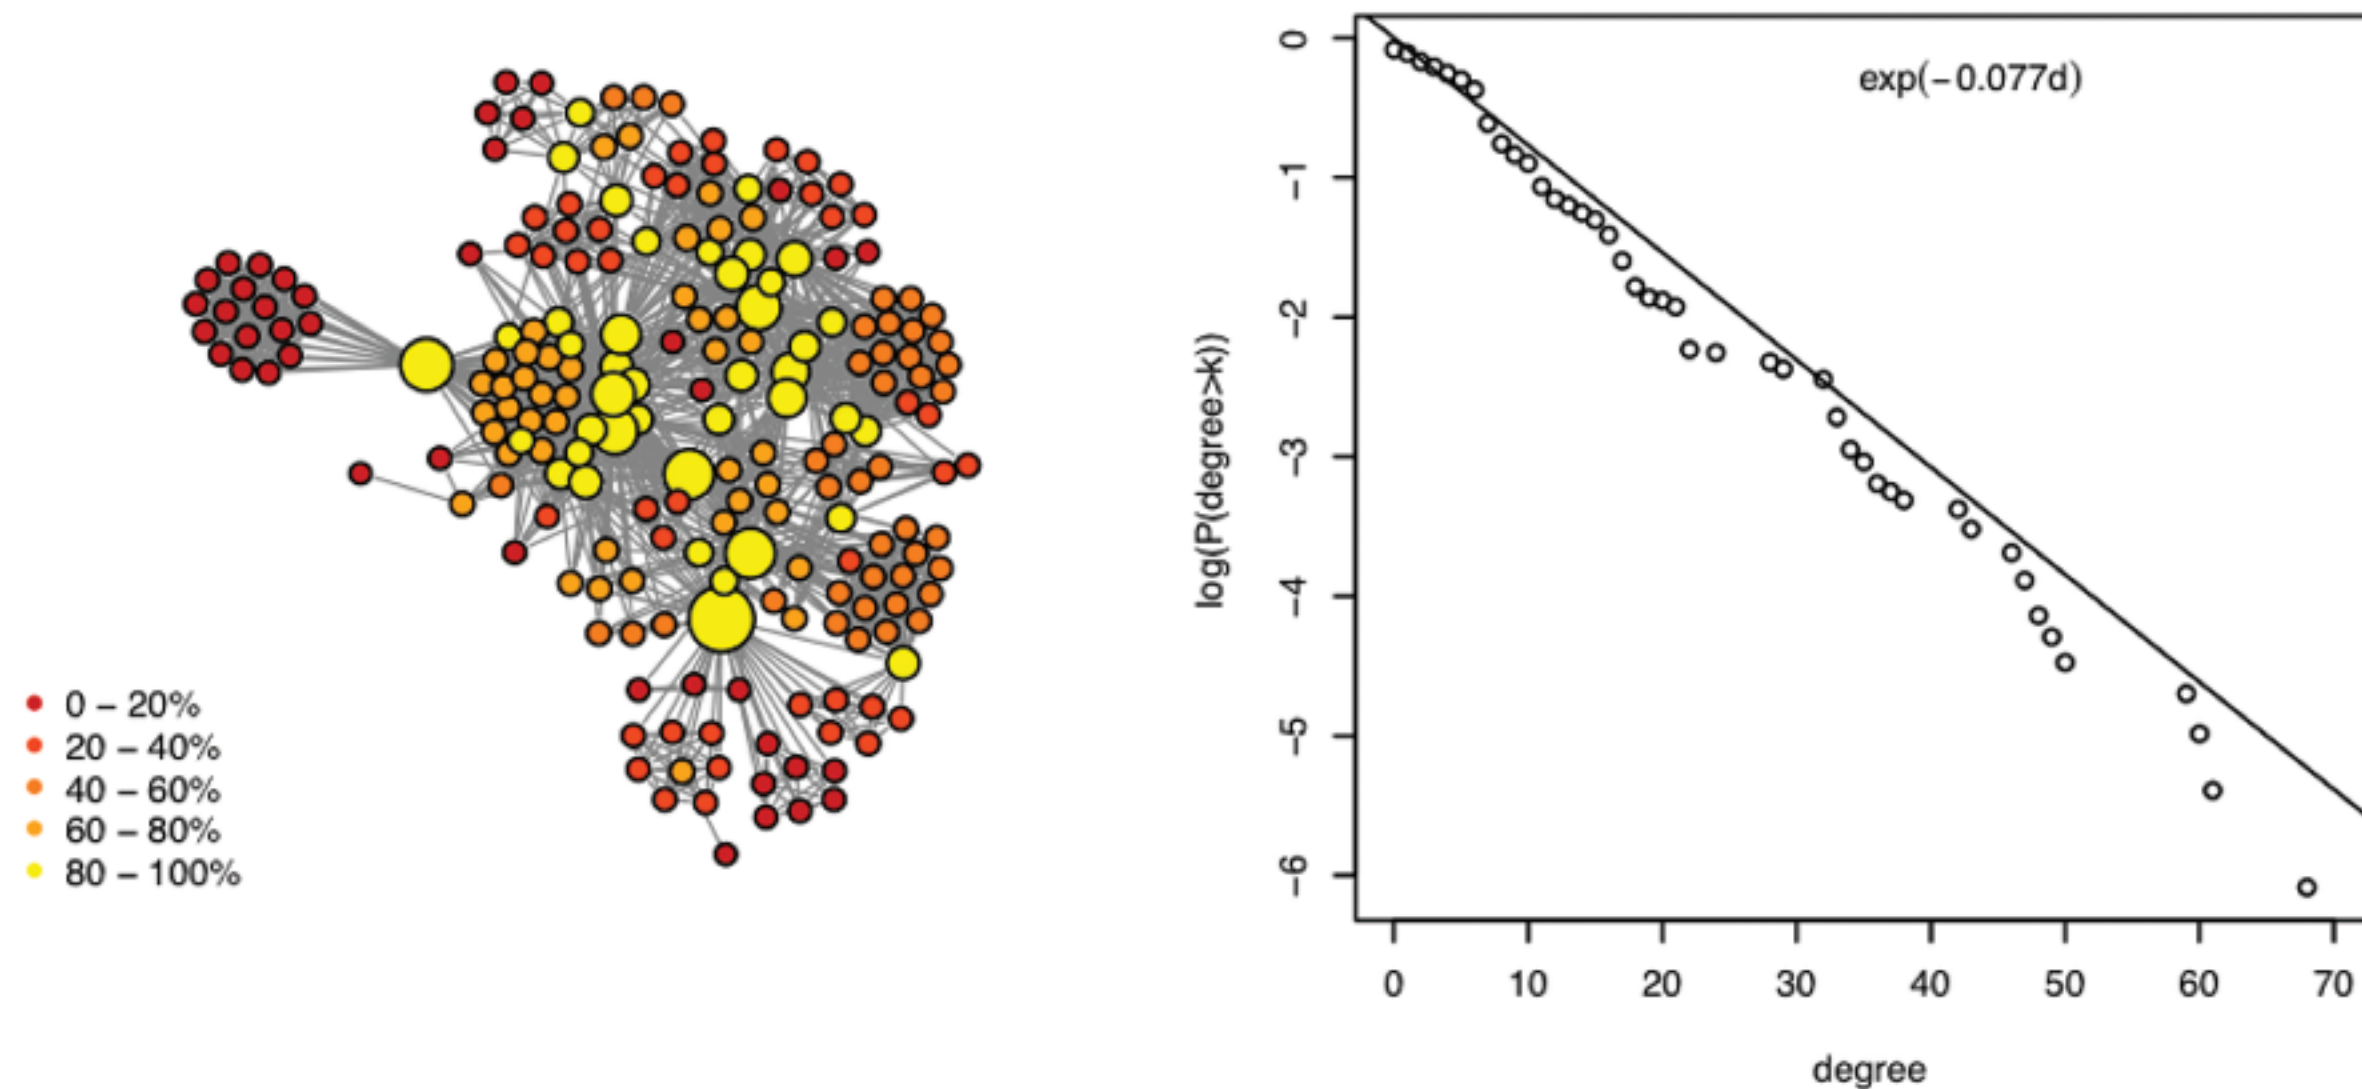 0 – 20%
20 – 40%
40 – 60%
60 – 80%
80 – 100%
exp(−0.077d)
log(P(degree>k))
0
−1
−2
−3
−4
−5
−6
0 10 20 30 40 50 60 70
degree